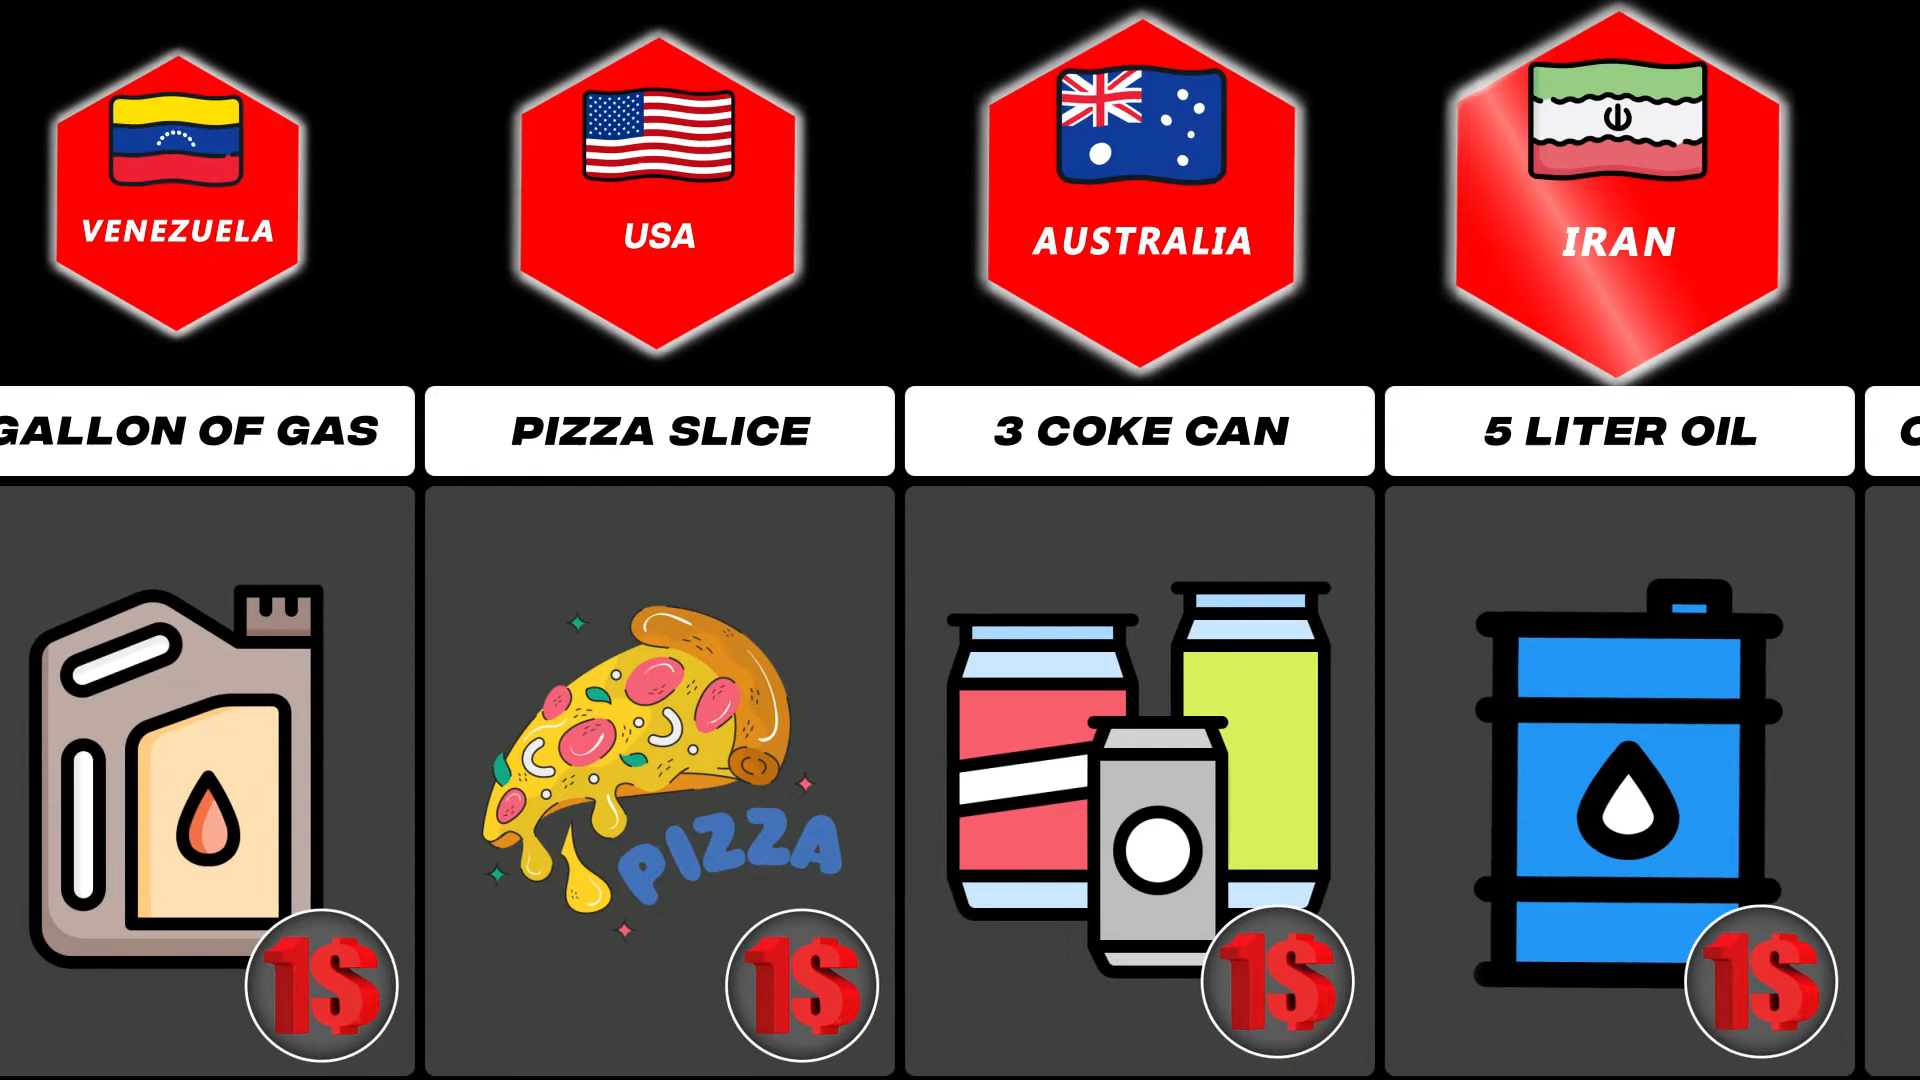 VENEZUELA
USA
AUSTRALIA
IRAN
GALLON OF GAS
PIZZA SLICE
3 COKE CAN
5 LITER OIL
PIZZA
1$
1$
1$
1$